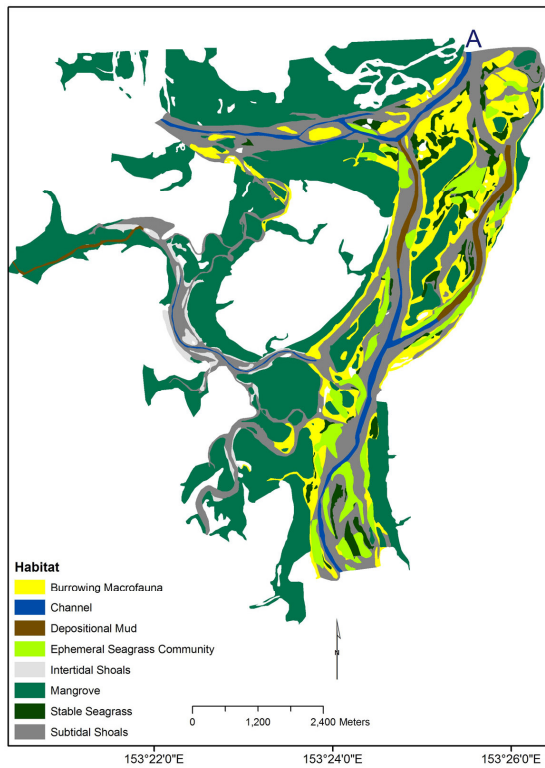 A
Habitat
Burrowing Macrofauna
Channel
Depositional Mud
Ephemeral Seagrass Community
Intertidal Shoals
Mangrove
Stable Seagrass
Subtidal Shoals
N
0 1,200 2,400 Meters
153°22'0"E 153°24'0"E 153°26'0"E